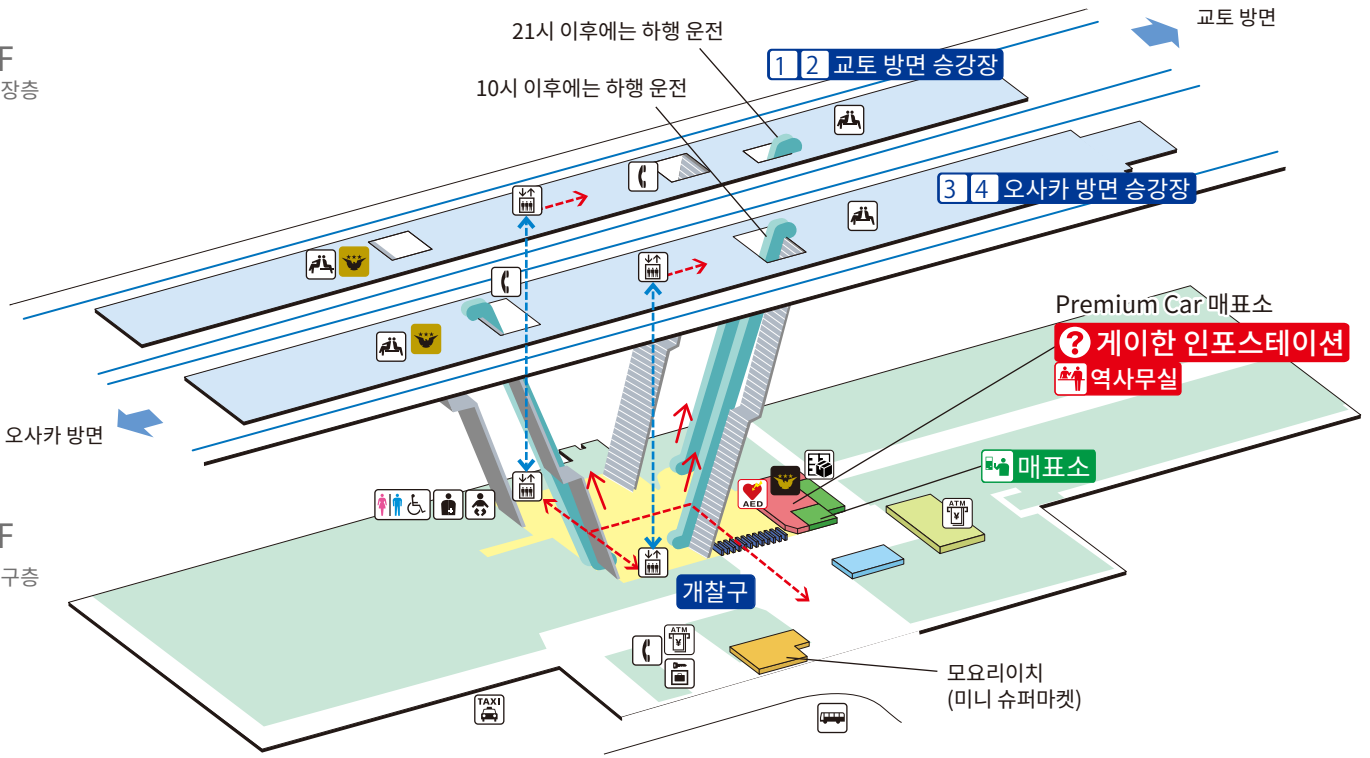 교토 방면
21시 이후에는 하행 운전
F
장층
1 2 교토 방면 승강장
10시 이후에는 하행 운전
3 4 오사카 방면 승강장
Premium Car 매표소
? 게이한 인포스테이션
역사무실
오사카 방면
매표소
AED
ATM
¥
F
구층
개찰구
ATM
¥
모요리이치
(미니 슈퍼마켓)
TAXI